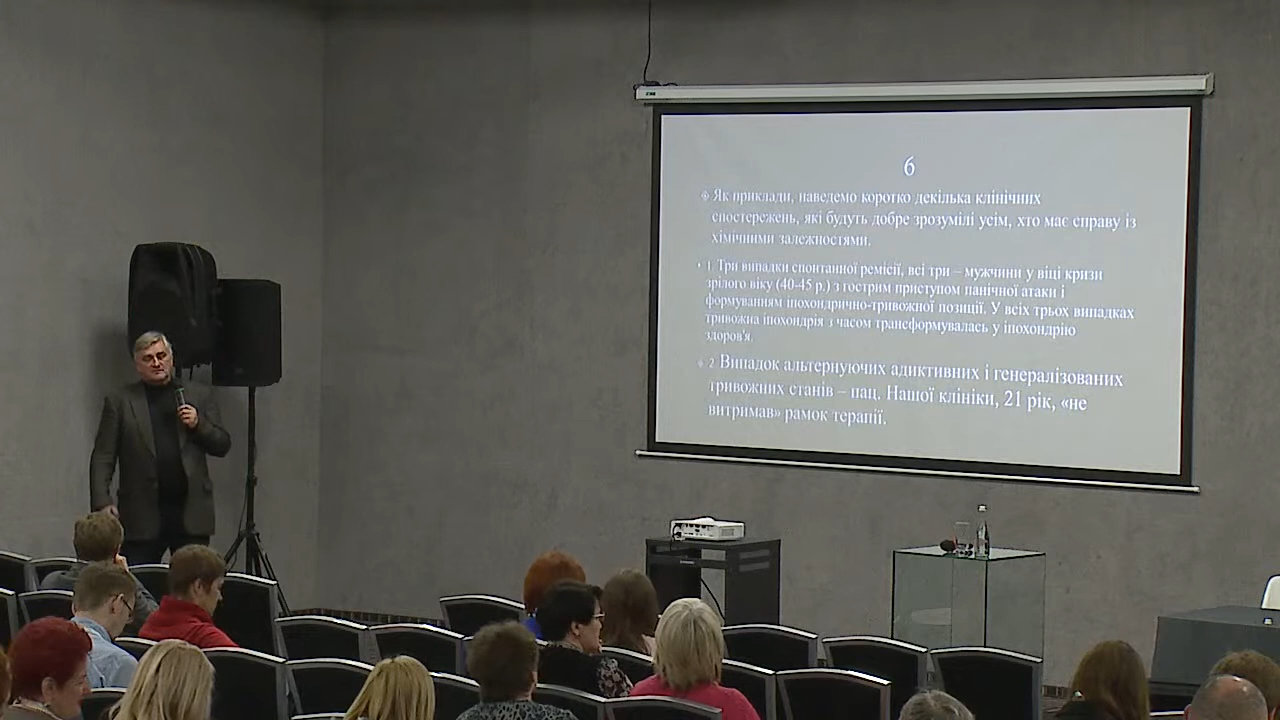 6
Як приклади, наведемо коротко декілька клінічних
спостережень, які будуть добре зрозумілі усім, хто має справу із
хімічними залежностями.
1. Три випадки спонтанної ремісії, всі три – мужчини у віці кризи
зрілого віку (40-45 р.) з гострим приступом панічної атаки і
формуванням іпохондрично-тривожної позиції. У всіх трьох випадках
тривожна іпохондрія з часом трансформувалась у іпохондрію
здоров'я.
2. Випадок альтернуючих адиктивних і генералізованих
тривожних станів – пац. Нашої клініки, 21 рік, «не
витримав» рамок терапії.